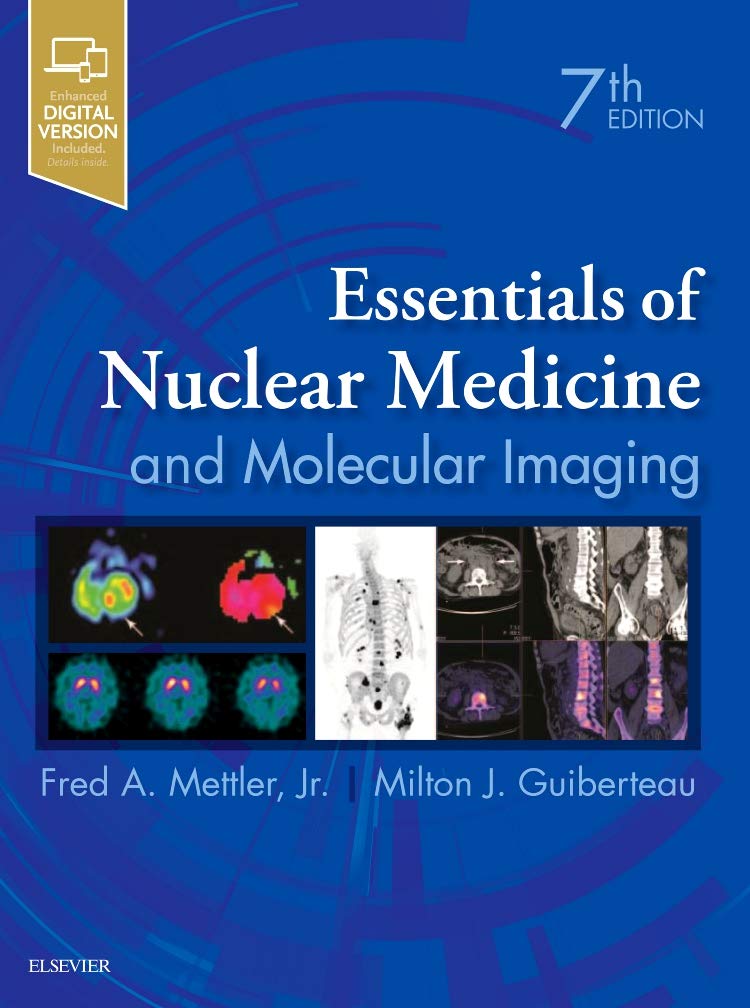 Enhanced
DIGITAL
VERSION
Included.
Details inside.
7th
EDITION
Essentials of
Nuclear Medicine
and Molecular Imaging
Fred A. Mettler, Jr. | Milton J. Guiberteau
ELSEVIER